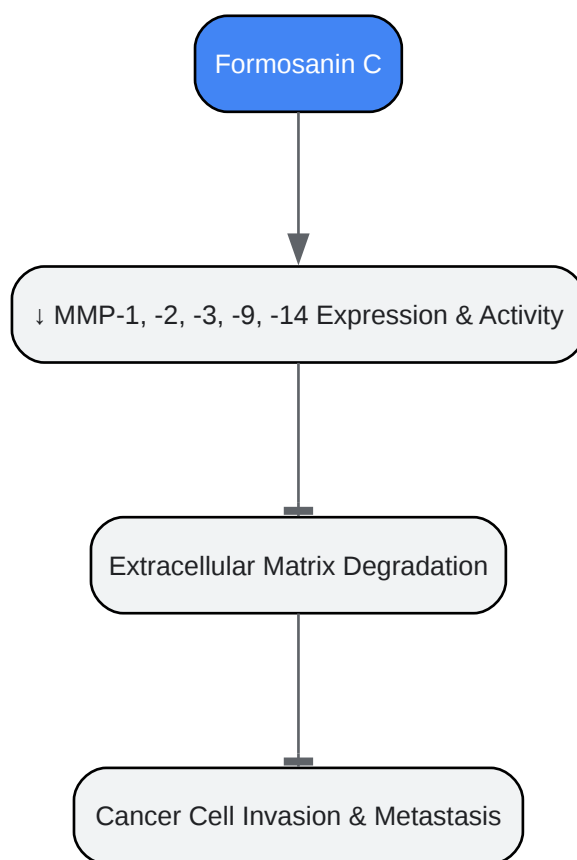 Formosanin C
↓ MMP-1, -2, -3, -9, -14 Expression & Activity
Extracellular Matrix Degradation
Cancer Cell Invasion & Metastasis